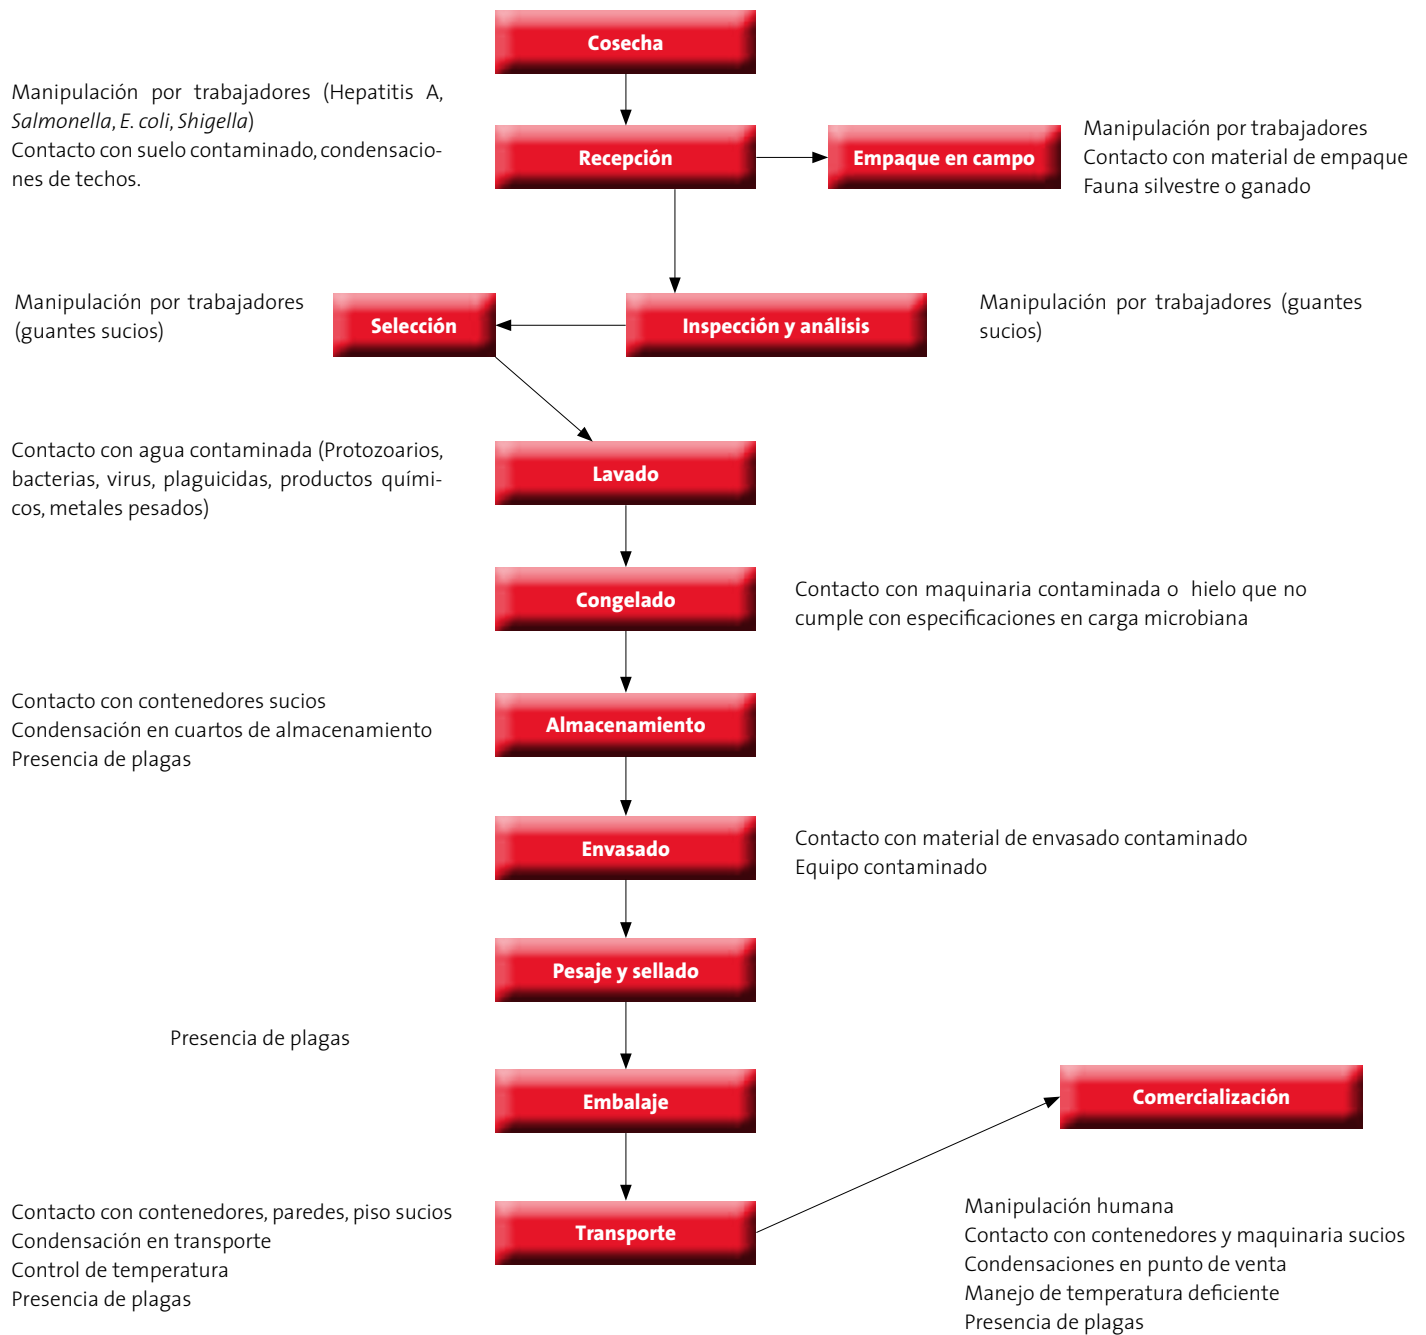 Cosecha
Manipulación por trabajadores (Hepatitis A,
Salmonella, E. coli, Shigella)
Contacto con suelo contaminado, condensacio-
nes de techos.
Recepción
Empaque en campo
Manipulación por trabajadores
Contacto con material de empaque
Fauna silvestre o ganado
Manipulación por trabajadores
(guantes sucios)
Selección
Inspección y análisis
Manipulación por trabajadores (guantes
sucios)
Contacto con agua contaminada (Protozoarios,
bacterias, virus, plaguicidas, productos quími-
cos, metales pesados)
Lavado
Congelado
Contacto con maquinaria contaminada o hielo que no
cumple con especificaciones en carga microbiana
Contacto con contenedores sucios
Condensación en cuartos de almacenamiento
Presencia de plagas
Almacenamiento
Envasado
Contacto con material de envasado contaminado
Equipo contaminado
Pesaje y sellado
Presencia de plagas
Embalaje
Comercialización
Contacto con contenedores, paredes, piso sucios
Condensación en transporte
Control de temperatura
Presencia de plagas
Transporte
Manipulación humana
Contacto con contenedores y maquinaria sucios
Condensaciones en punto de venta
Manejo de temperatura deficiente
Presencia de plagas